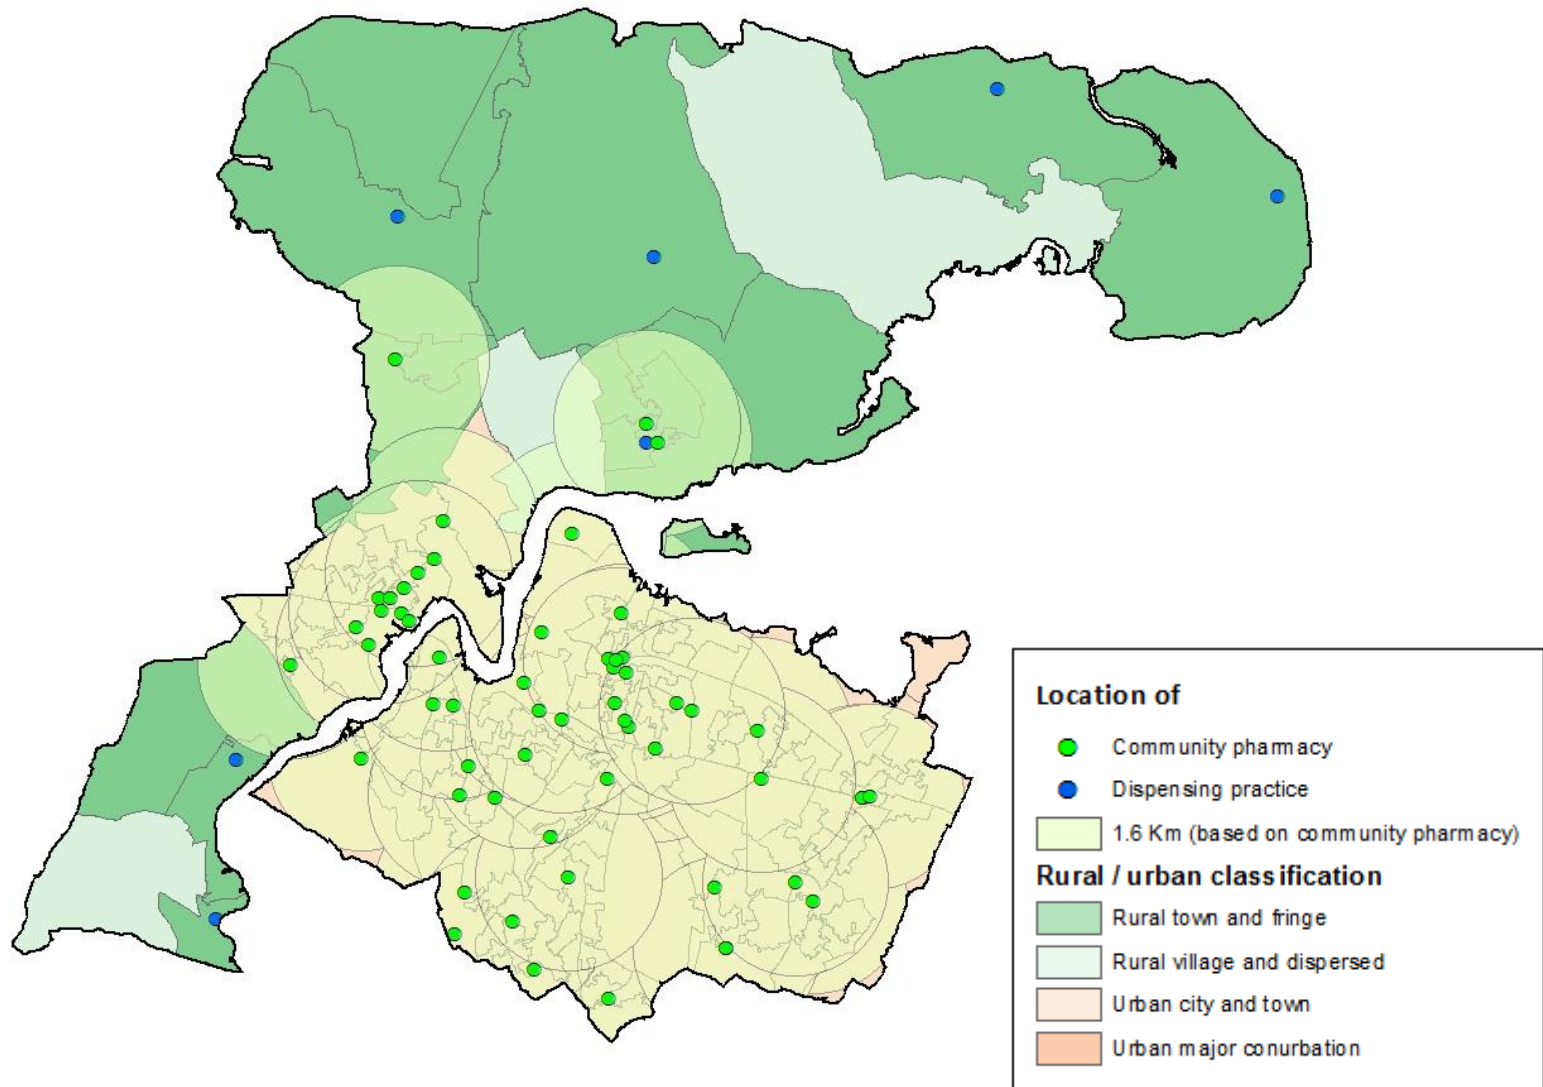 Location of
Community pharmacy
Dispensing practice
1.6 Km (based on community pharmacy)
Rural / urban classification
Rural town and fringe
Rural village and dispersed
Urban city and town
Urban major conurbation